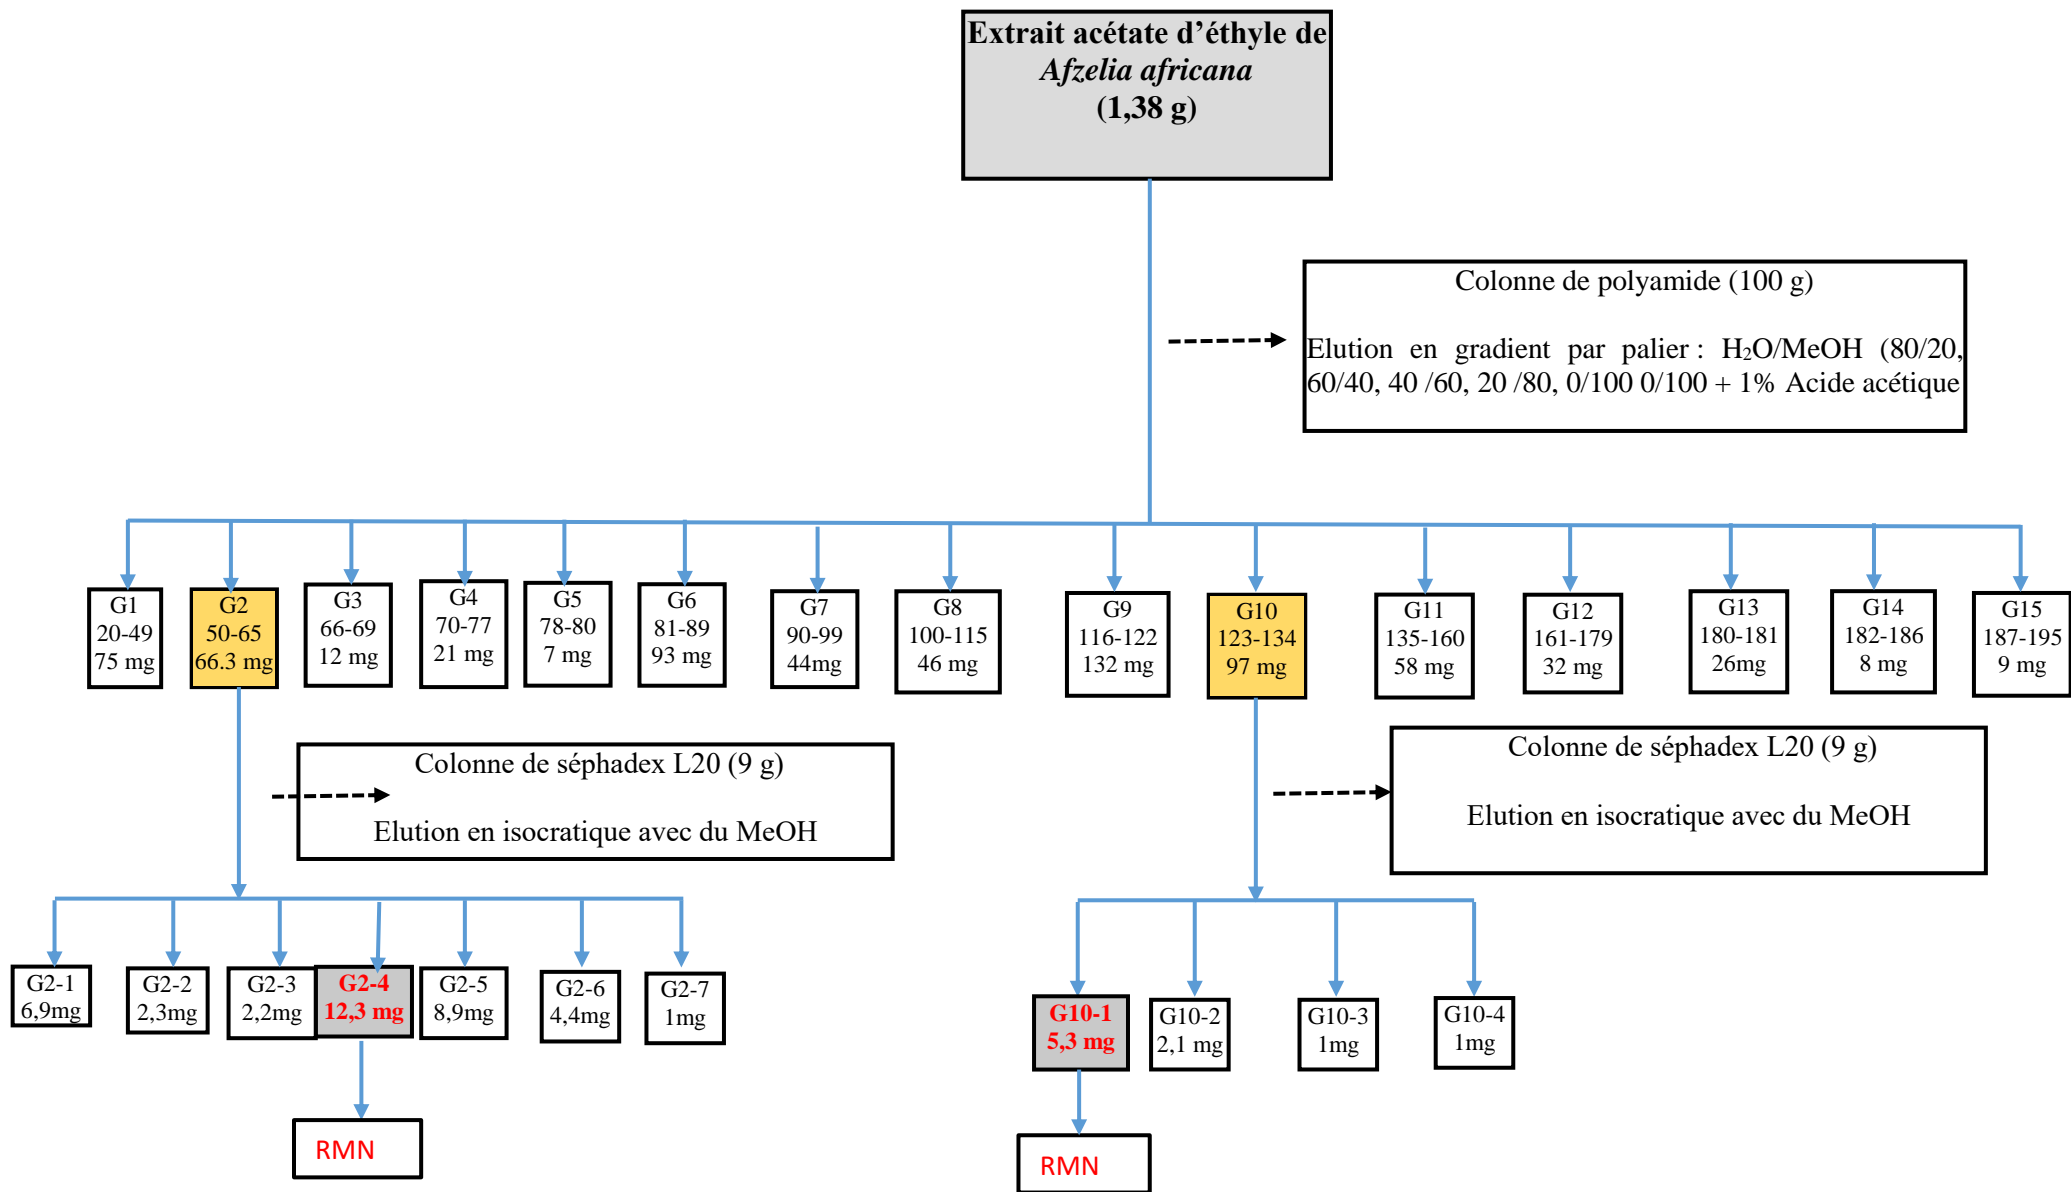 Extrait acétate d’éthyle de
Afzelia africana
(1,38 g)
Colonne de polyamide (100 g)
Elution en gradient par palier : H₂O/MeOH (80/20,
60/40, 40 /60, 20 /80, 0/100 0/100 + 1% Acide acétique
G1
20-49
75 mg
G2
50-65
66.3 mg
G3
66-69
12 mg
G4
70-77
21 mg
G5
78-80
7 mg
G6
81-89
93 mg
G7
90-99
44mg
G8
100-115
46 mg
G9
116-122
132 mg
G10
123-134
97 mg
G11
135-160
58 mg
G12
161-179
32 mg
G13
180-181
26mg
G14
182-186
8 mg
G15
187-195
9 mg
Colonne de séphadex L20 (9 g)
Elution en isocratique avec du MeOH
Colonne de séphadex L20 (9 g)
Elution en isocratique avec du MeOH
G2-1
6,9mg
G2-2
2,3mg
G2-3
2,2mg
G2-4
12,3 mg
G2-5
8,9mg
G2-6
4,4mg
G2-7
1mg
G10-1
5,3 mg
G10-2
2,1 mg
G10-3
1mg
G10-4
1mg
RMN
RMN